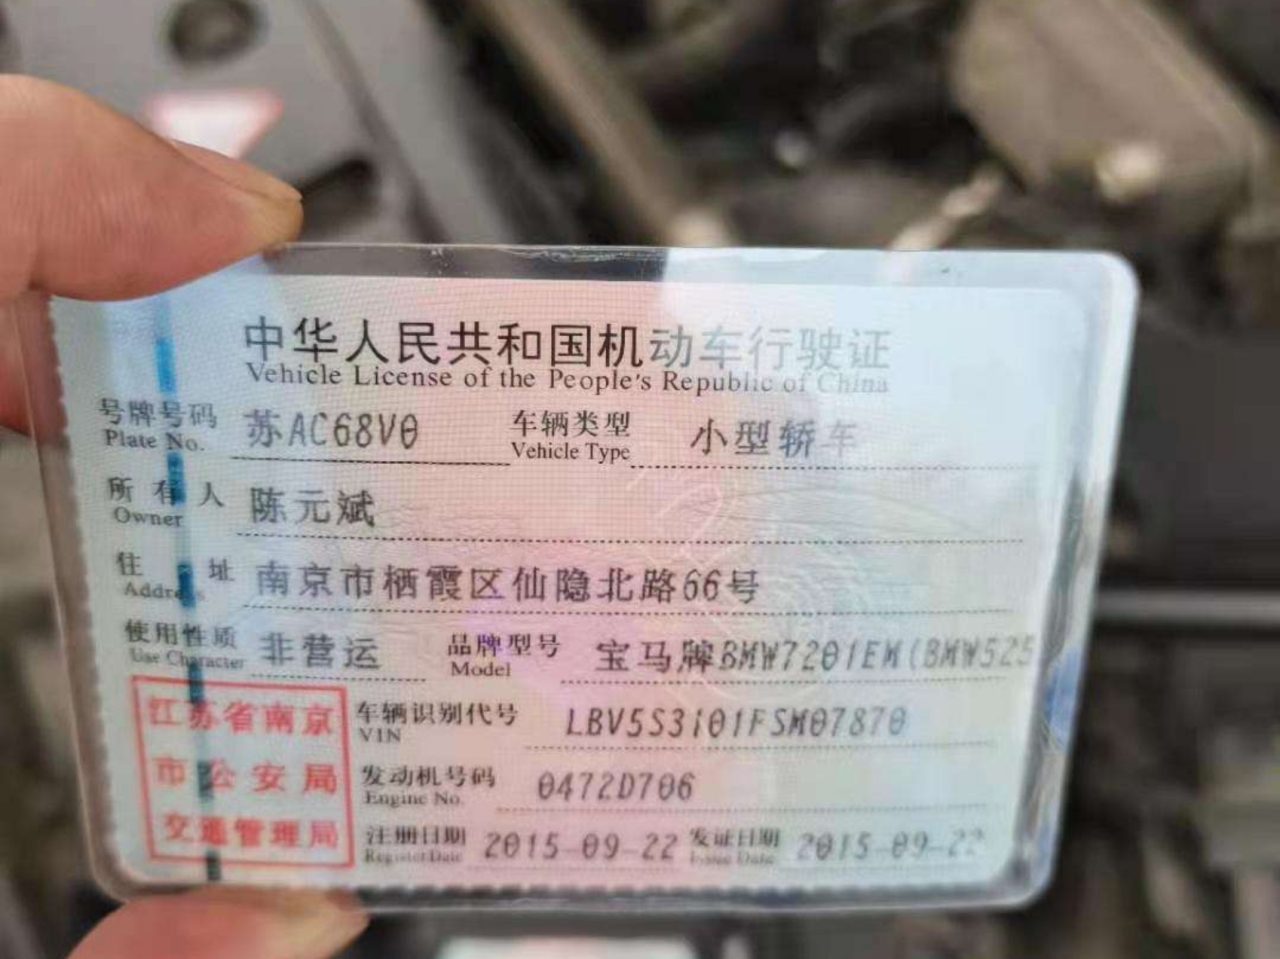 中华人民共和国机动车行驶证
Vehicle License of the People's Republic of China
号牌号码 苏AC68V0 车辆类型 小型轿车
Plate No. Vehicle Type
所有人 陈元斌
Owner
住址 南京市栖霞区仙隐北路66号
Address
使用性质 非营运 品牌型号 宝马牌BMW7201EM(BMW525
Use Character Model
江苏省南京
市公安局
交通管理局
车辆识别代号 LBV5S3101FSM07870
VIN
发动机号码 0472D706
Engine No.
注册日期 2015-09-22 发证日期 2015-09-22
Register Date Issue Date